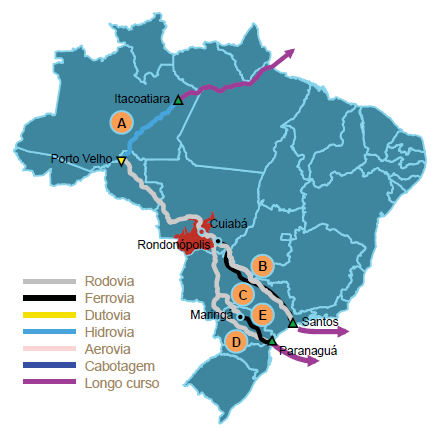 Itacoatiara
A
Porto Velho
Cuiabá
Rondonópolis
B
C
Maringá
E
Santos
D
Paranaguá
Rodovia
Ferrovia
Dutovia
Hidrovia
Aerovia
Cabotagem
Longo curso